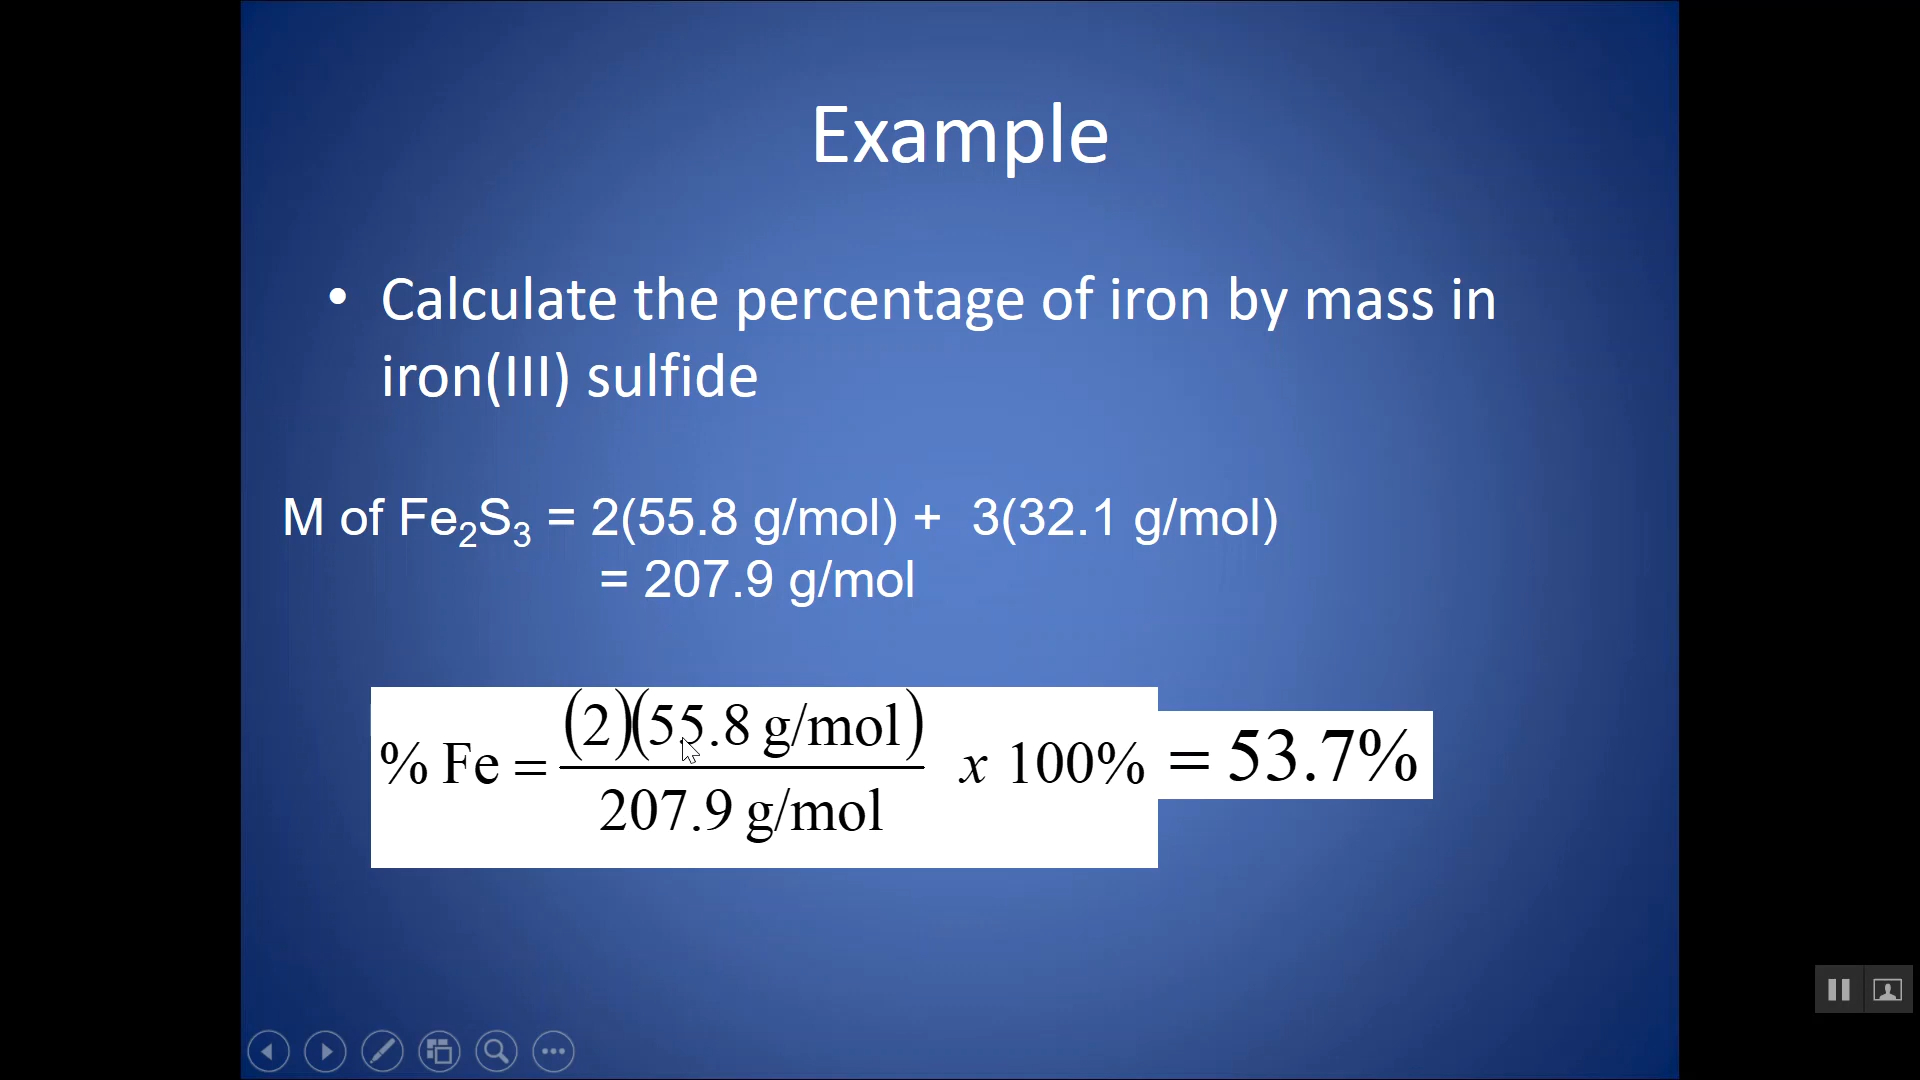 Example
• Calculate the percentage of iron by mass in
iron(III) sulfide
M of Fe₂S₃ = 2(55.8 g/mol) + 3(32.1 g/mol)
= 207.9 g/mol
% Fe = (2)(55.8 g/mol) / 207.9 g/mol x 100% = 53.7%